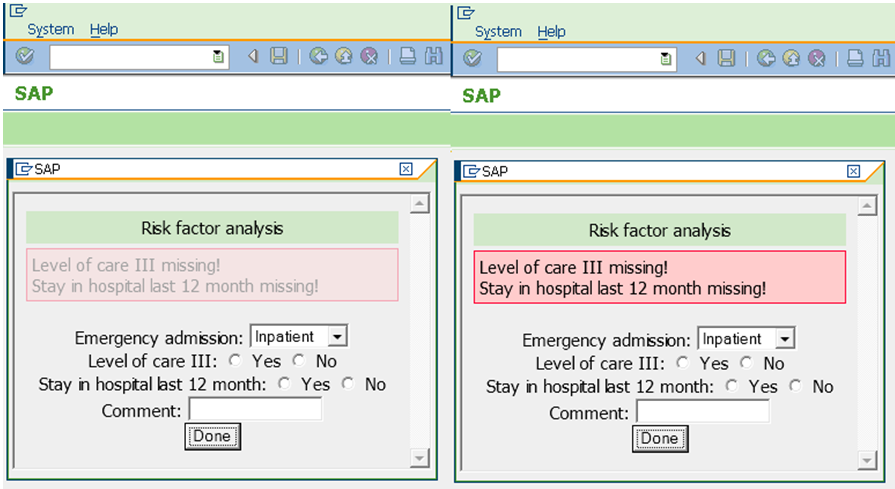 System Help
SAP
SAP
Risk factor analysis
Level of care III missing!
Stay in hospital last 12 month missing!
Emergency admission: Inpatient
Level of care III: Yes No
Stay in hospital last 12 month: Yes No
Comment:
Done
System Help
SAP
SAP
Risk factor analysis
Level of care III missing!
Stay in hospital last 12 month missing!
Emergency admission: Inpatient
Level of care III: Yes No
Stay in hospital last 12 month: Yes No
Comment:
Done